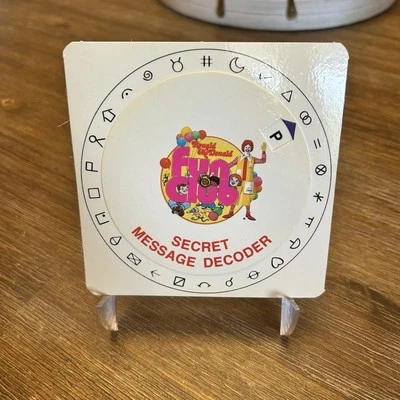 P
Ronald
McDonald
Fun
Club
SECRET
MESSAGE DECODER